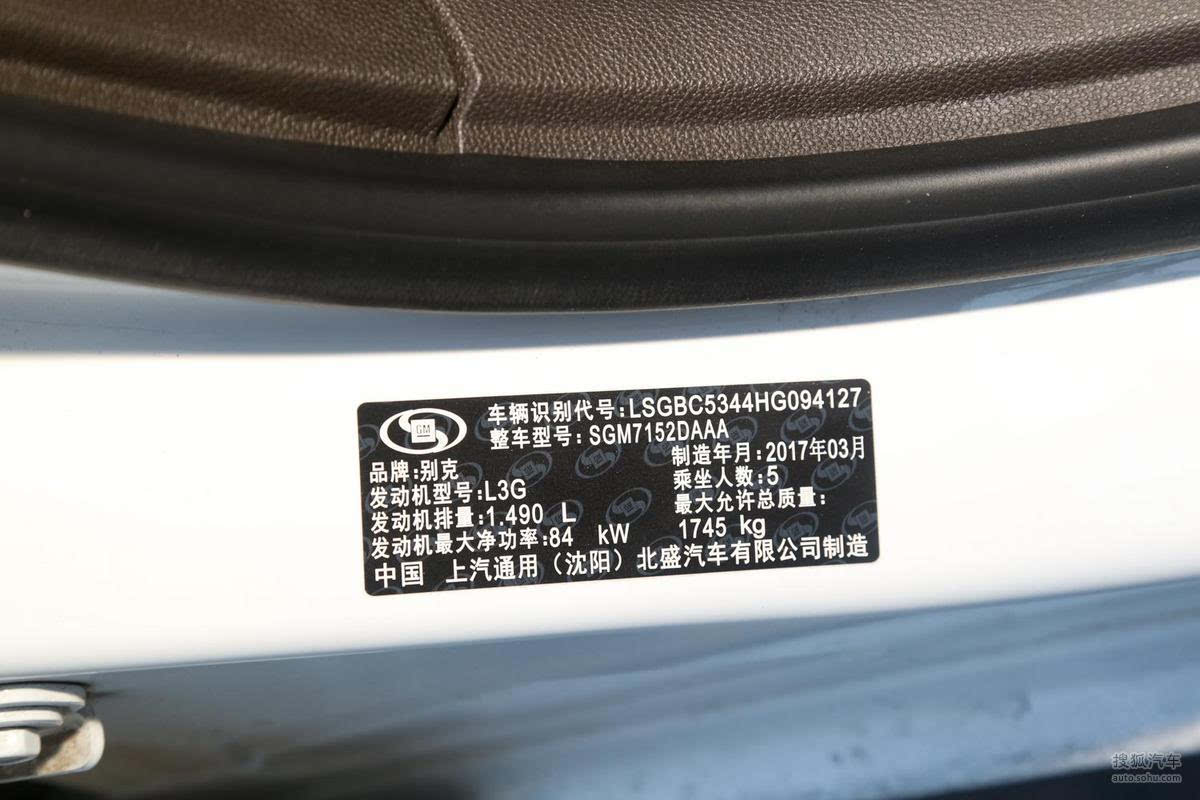 GM
车辆识别代号:LSGBC5344HG094127
整车型号:SGM7152DAAA
制造年月:2017年03月
品牌:别克
乘坐人数:5
发动机型号:L3G
最大允许总质量:
发动机排量:1.490 L
1745 kg
发动机最大净功率:84 kW
中国 上汽通用（沈阳）北盛汽车有限公司制造
搜狐汽车
auto.sohu.com